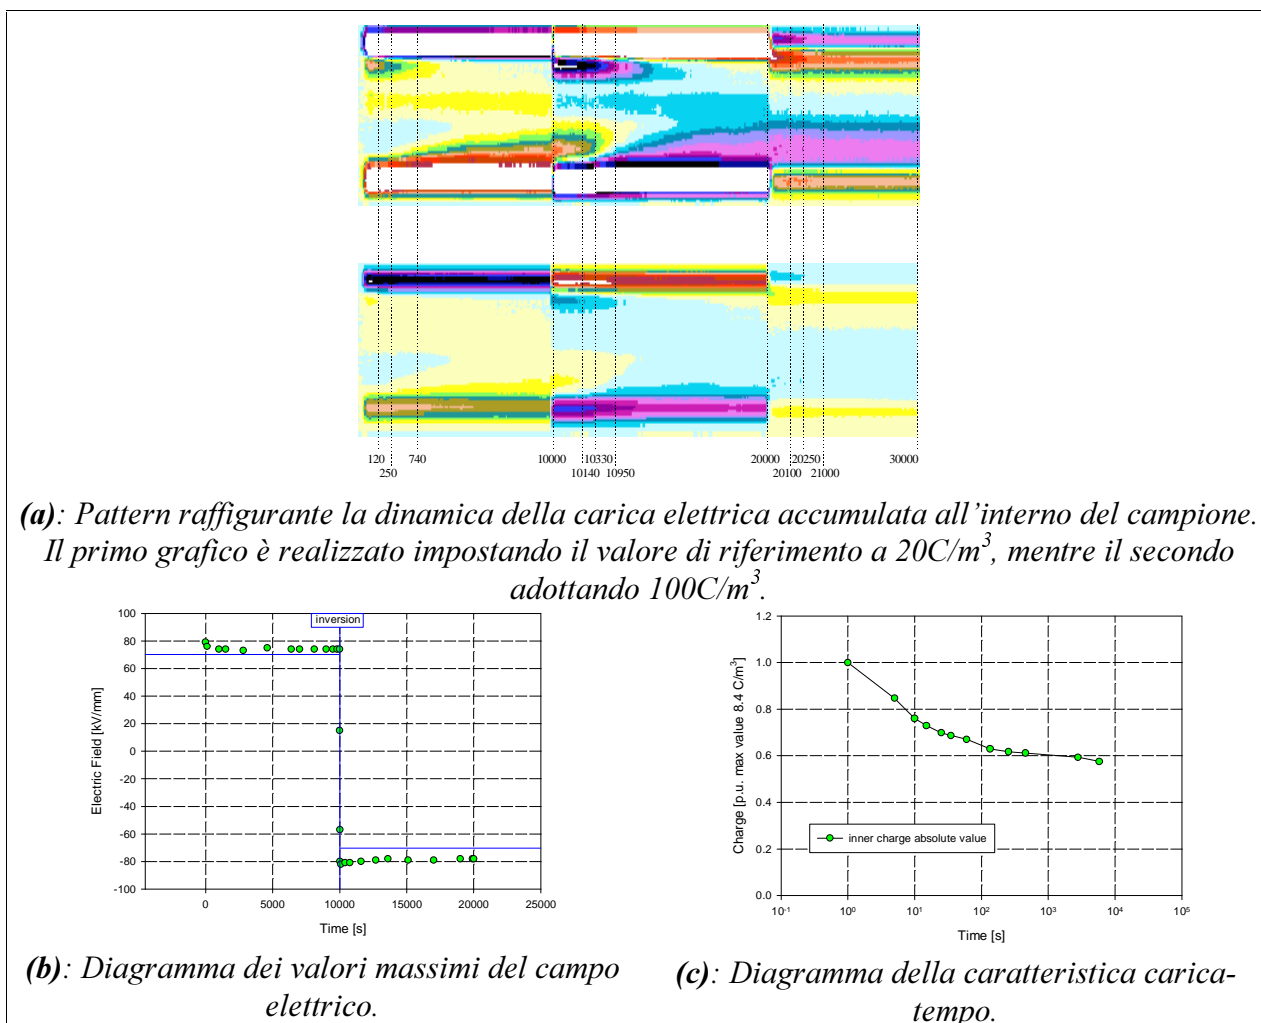 120 740 10000 10330 20000 20250 30000
250 10140 10950 20100 21000
(a): Pattern raffigurante la dinamica della carica elettrica accumulata all’interno del campione.
Il primo grafico è realizzato impostando il valore di riferimento a 20C/m³, mentre il secondo
adottando 100C/m³.
inversion
100
80
60
40
20
0
-20
-40
-60
-80
-100
Electric Field [kV/mm]
0 5000 10000 15000 20000 25000
Time [s]
(b): Diagramma dei valori massimi del campo
elettrico.
1.2
1.0
0.8
0.6
0.4
0.2
0.0
Charge [p.u. max value 8.4 C/m³]
inner charge absolute value
10⁻¹ 10⁰ 10¹ 10² 10³ 10⁴ 10⁵
Time [s]
(c): Diagramma della caratteristica carica-
tempo.